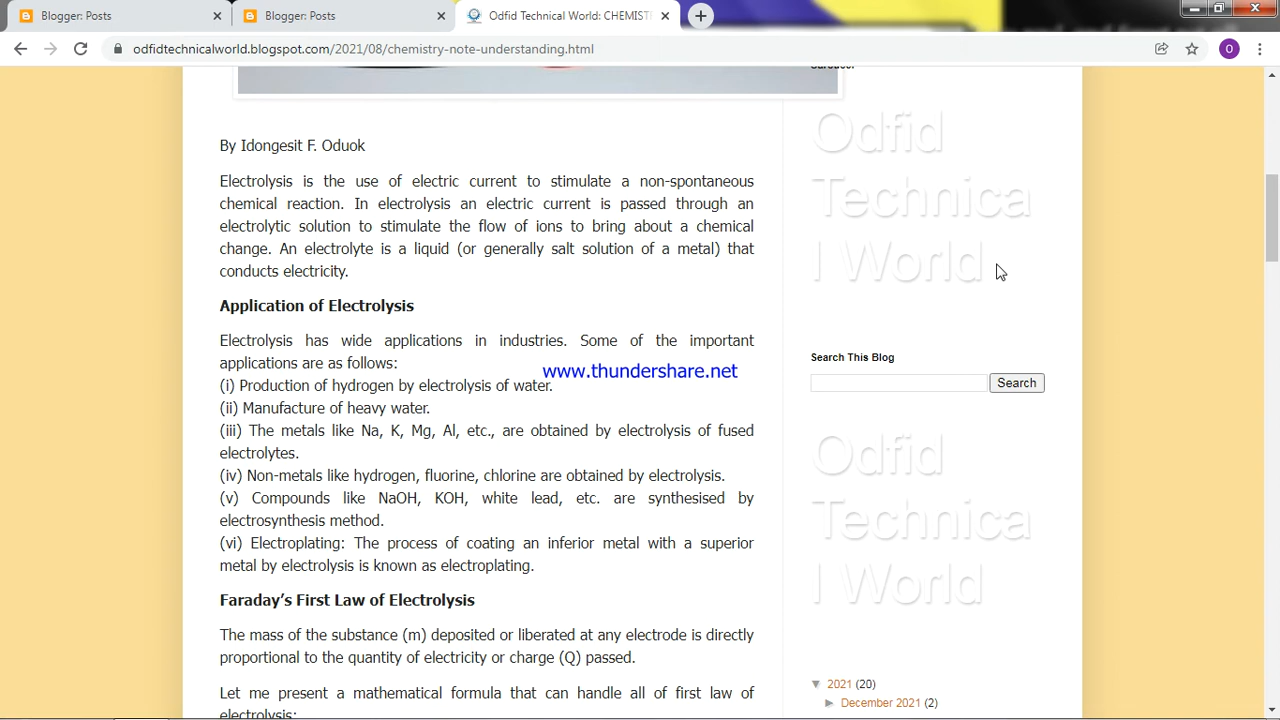 Blogger: Posts
Blogger: Posts
Odfid Technical World: CHEMIST
odfidtechnicalworld.blogspot.com/2021/08/chemistry-note-understanding.html
O
By Idongesit F. Oduok
Electrolysis is the use of electric current to stimulate a non-spontaneous
chemical reaction. In electrolysis an electric current is passed through an
electrolytic solution to stimulate the flow of ions to bring about a chemical
change. An electrolyte is a liquid (or generally salt solution of a metal) that
conducts electricity.
Application of Electrolysis
Electrolysis has wide applications in industries. Some of the important
applications are as follows:
(i) Production of hydrogen by electrolysis of water.
(ii) Manufacture of heavy water.
(iii) The metals like Na, K, Mg, Al, etc., are obtained by electrolysis of fused
electrolytes.
(iv) Non-metals like hydrogen, fluorine, chlorine are obtained by electrolysis.
(v) Compounds like NaOH, KOH, white lead, etc. are synthesised by
electrosynthesis method.
(vi) Electroplating: The process of coating an inferior metal with a superior
metal by electrolysis is known as electroplating.
Faraday's First Law of Electrolysis
The mass of the substance (m) deposited or liberated at any electrode is directly
proportional to the quantity of electricity or charge (Q) passed.
Let me present a mathematical formula that can handle all of first law of
electrolysis:
www.thundershare.net
Odfid
Technica
l World
Search This Blog
Search
Odfid
Technica
l World
2021 (20)
December 2021 (2)